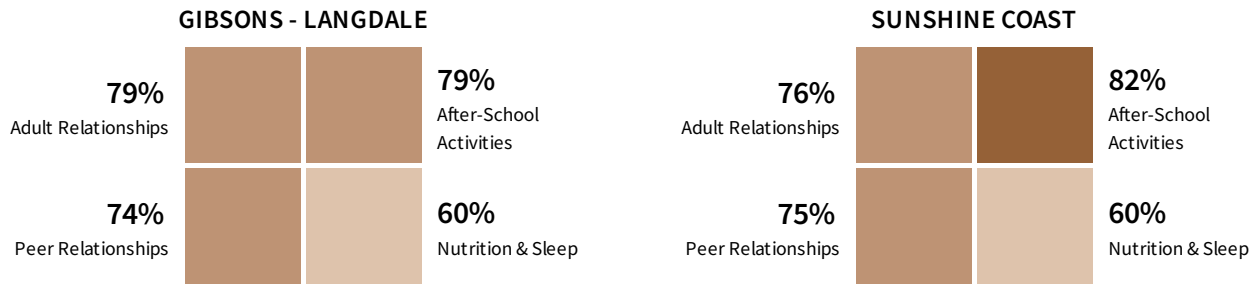 GIBSONS - LANGDALE
79%
Adult Relationships
79%
After-School
Activities
74%
Peer Relationships
60%
Nutrition & Sleep
SUNSHINE COAST
76%
Adult Relationships
82%
After-School
Activities
75%
Peer Relationships
60%
Nutrition & Sleep